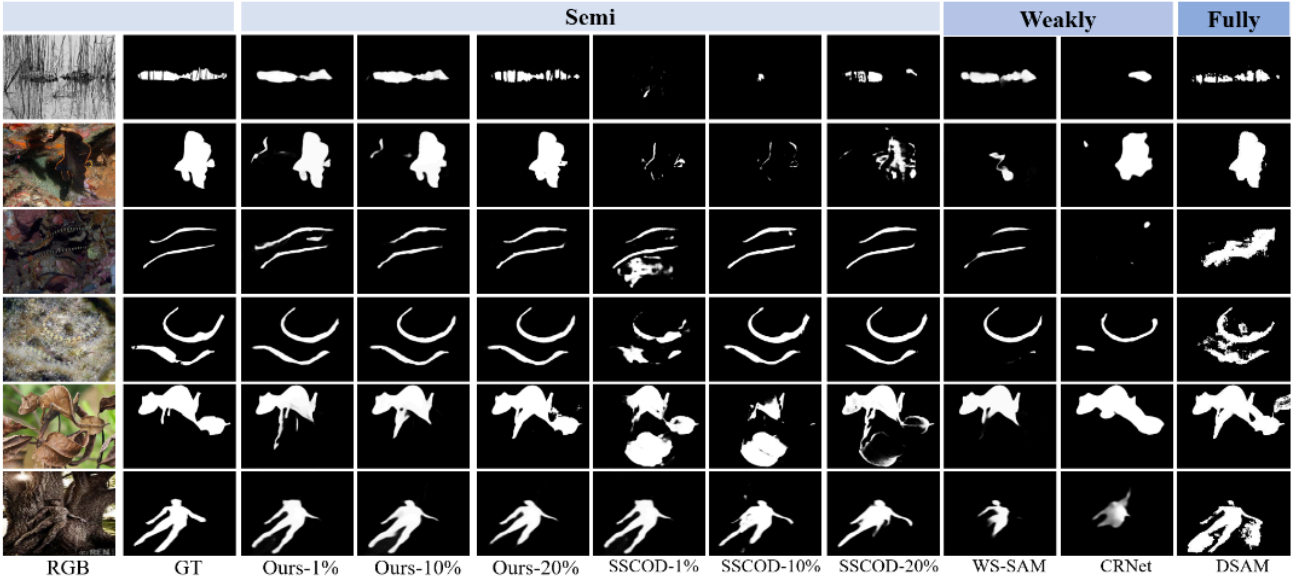 Semi Weakly Fully
REN
RGB GT Ours-1% Ours-10% Ours-20% SSCOD-1% SSCOD-10% SSCOD-20% WS-SAM CRNet DSAM